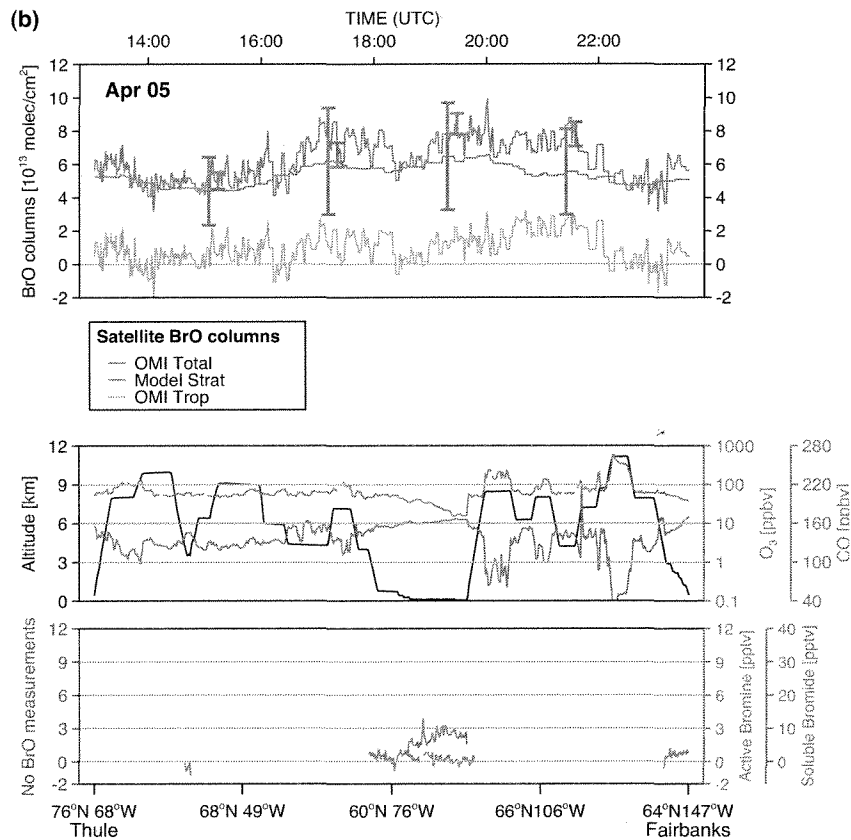 (b)
TIME (UTC)
14:00 16:00 18:00 20:00 22:00
Apr 05
BrO columns [10¹³ molec/cm²]
12 12
10 10
8 8
6 6
4 4
2 2
0 0
-2 -2
Satellite BrO columns
OMI Total
Model Strat
OMI Trop
Altitude [km]
12 1000 280
9 100 220
6 10 160
3 1 100
0 0.1 40
O₃ [ppbv]
CO [ppbv]
No BrO measurements
12 12 40
9 9 30
6 6 20
3 3 10
0 0 0
-2 -2
Active Bromine [pptv]
Soluble Bromide [pptv]
76°N 68°W 68°N 49°W 60°N 76°W 66°N106°W 64°N147°W
Thule Fairbanks